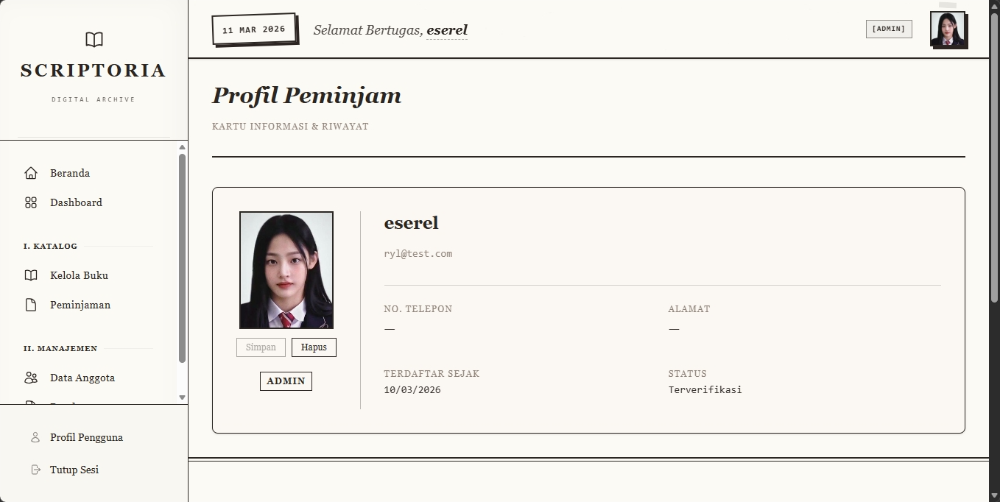 SCRIPTORIA
DIGITAL ARCHIVE
Beranda
Dashboard
I. KATALOG
Kelola Buku
Peminjaman
II. MANAJEMEN
Data Anggota
Profil Pengguna
Tutup Sesi
11 MAR 2026
Selamat Bertugas, eserel
[ADMIN]
Profil Peminjam
KARTU INFORMASI & RIWAYAT
Simpan
Hapus
ADMIN
eserel
ryl@test.com
NO. TELEPON
—
ALAMAT
—
TERDAFTAR SEJAK
10/03/2026
STATUS
Terverifikasi